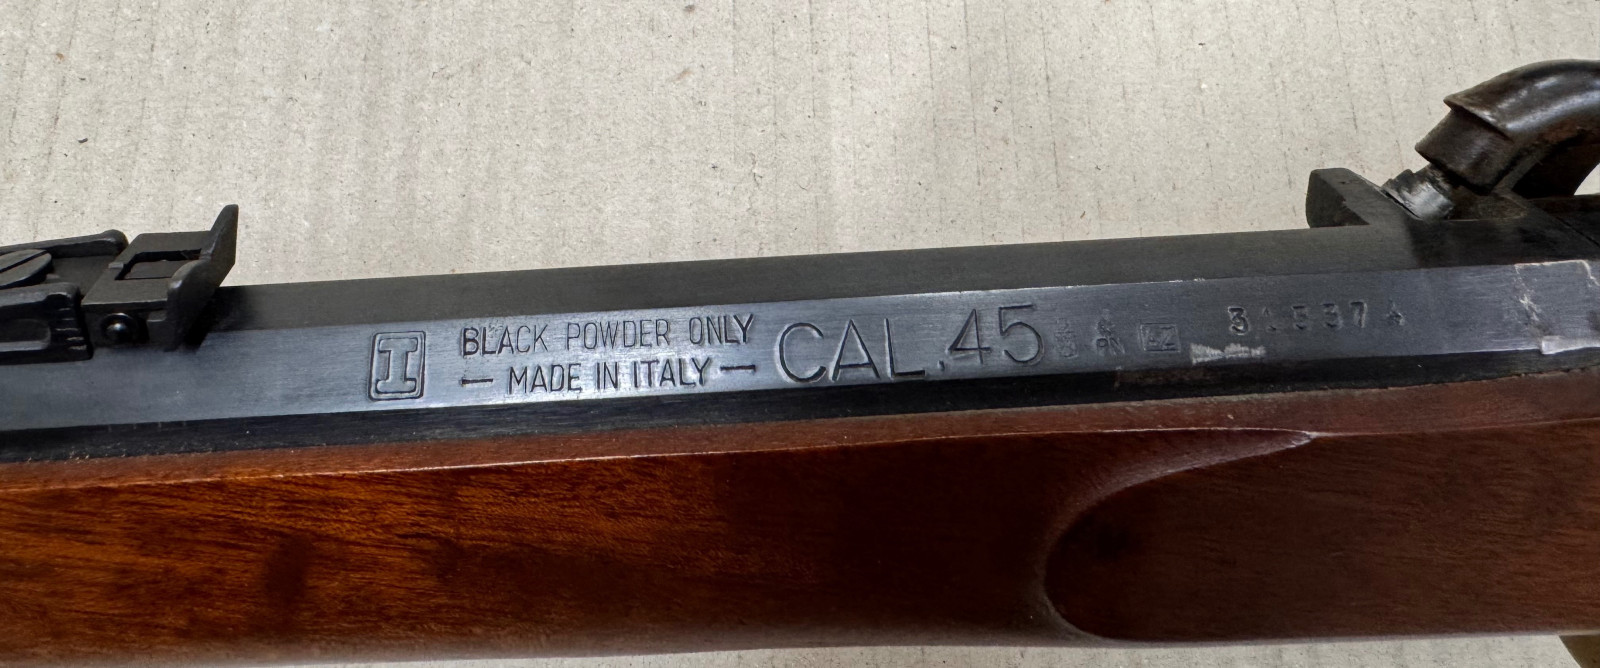 I
BLACK POWDER ONLY
— MADE IN ITALY —
CAL. 45